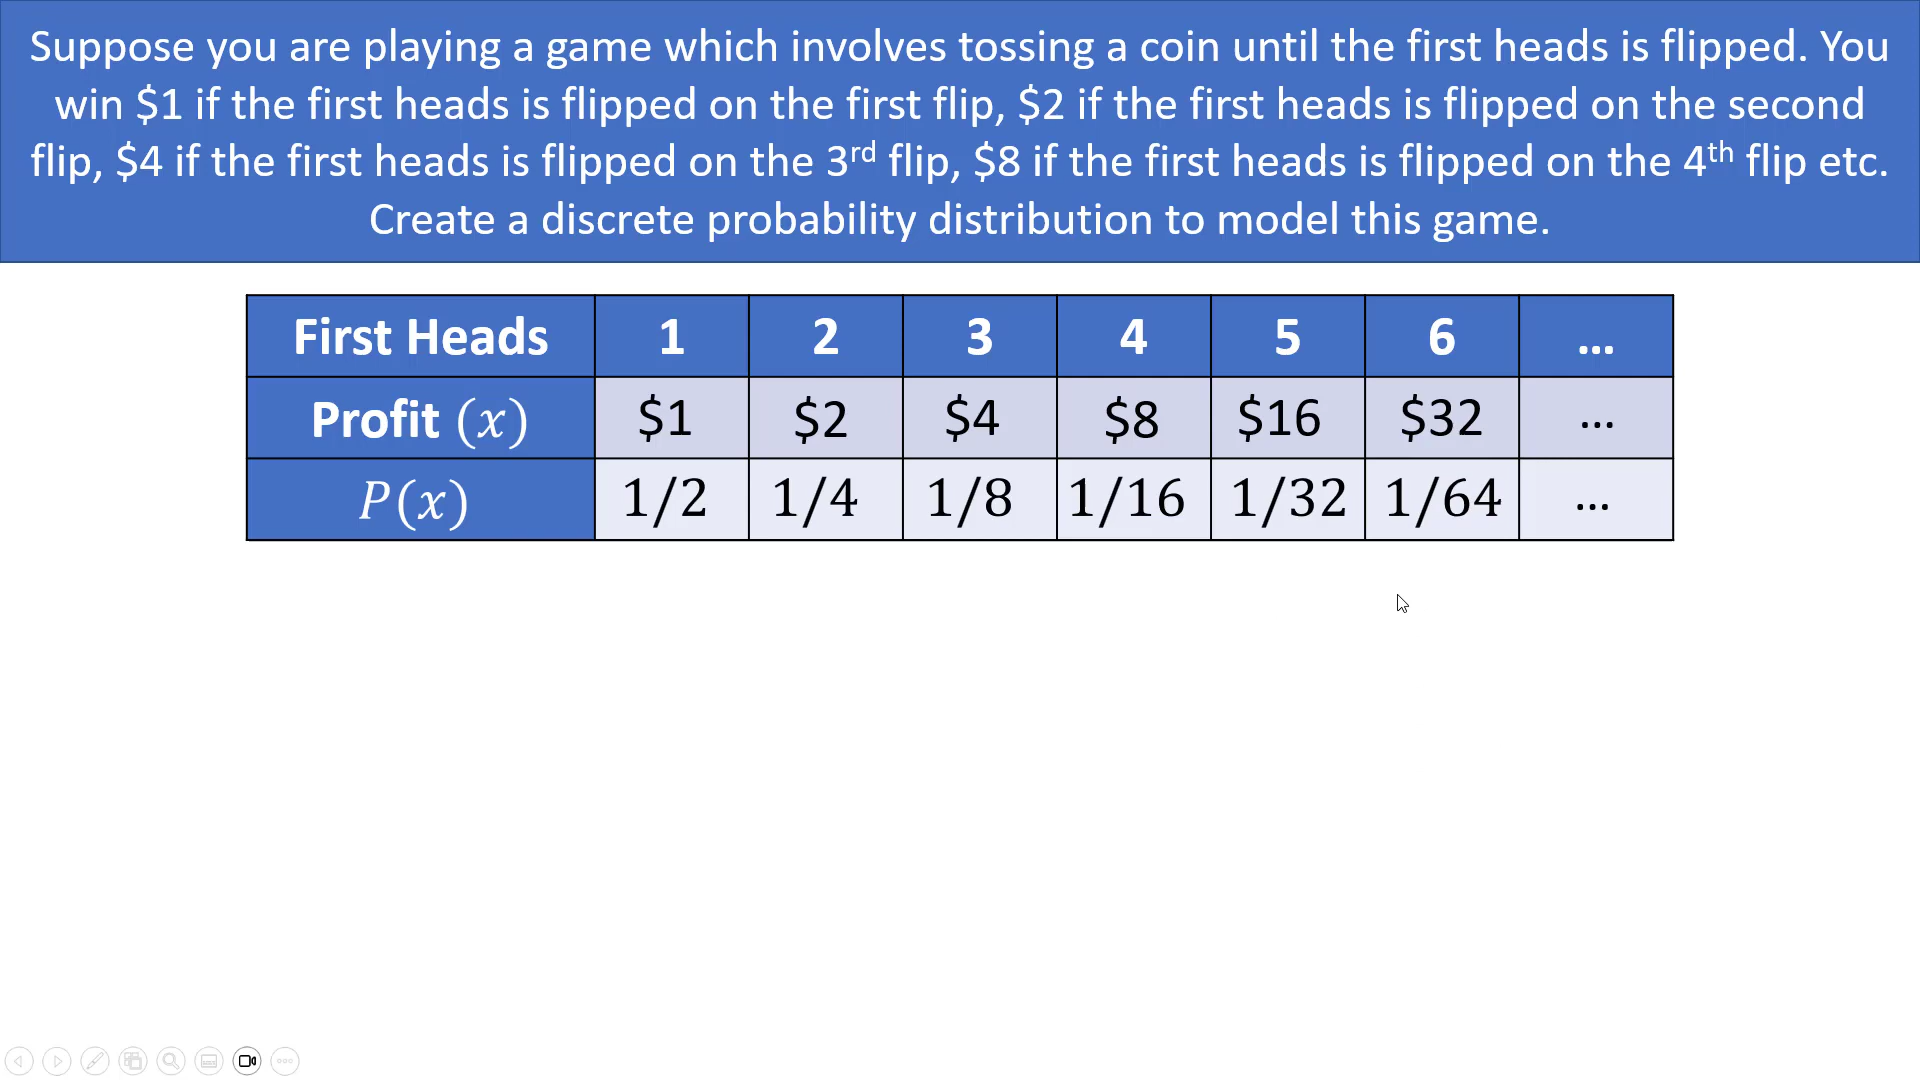 Suppose you are playing a game which involves tossing a coin until the first heads is flipped. You
win $1 if the first heads is flipped on the first flip, $2 if the first heads is flipped on the second
flip, $4 if the first heads is flipped on the 3rd flip, $8 if the first heads is flipped on the 4th flip etc.
Create a discrete probability distribution to model this game.
First Heads 1 2 3 4 5 6 ...
Profit (x) $1 $2 $4 $8 $16 $32 ...
P(x) 1/2 1/4 1/8 1/16 1/32 1/64 ...